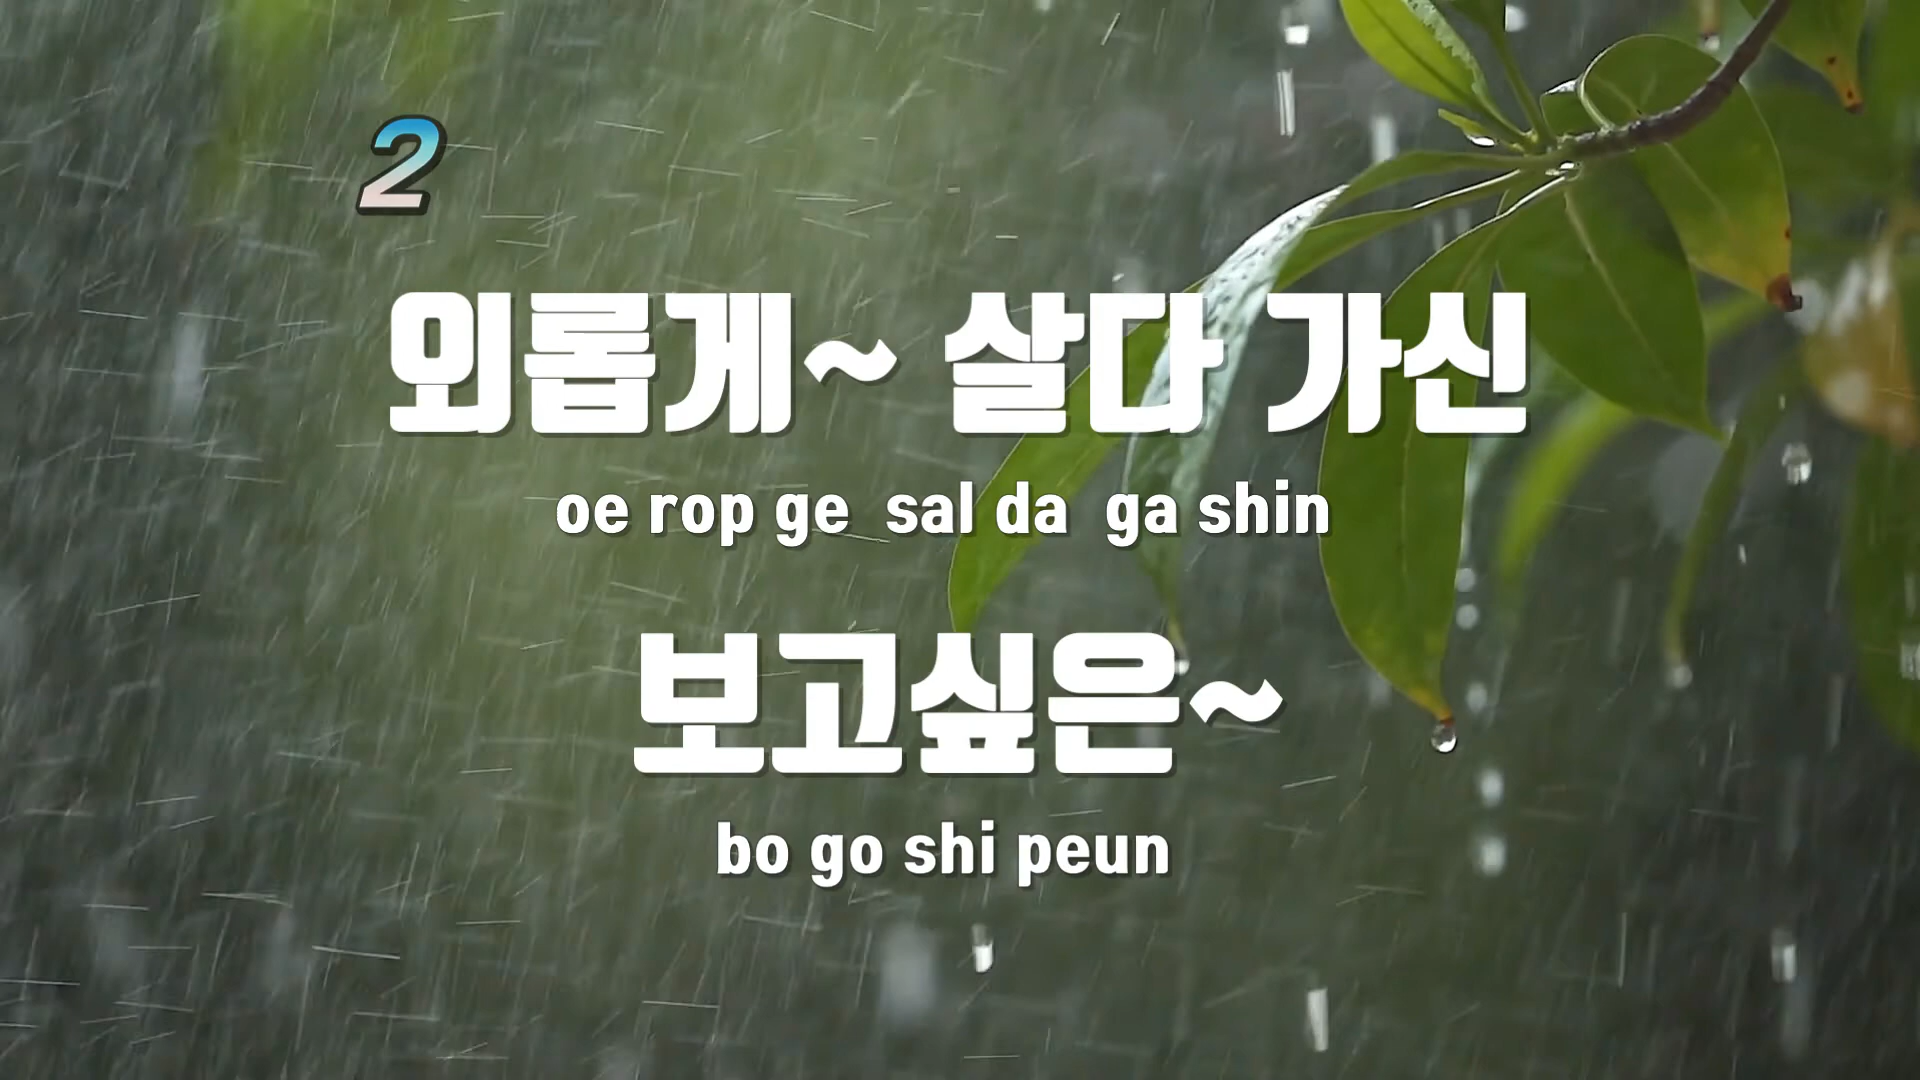 2
외롭게~ 살다 가신
oe rop ge sal da ga shin
보고싶은~
bo go shi peun